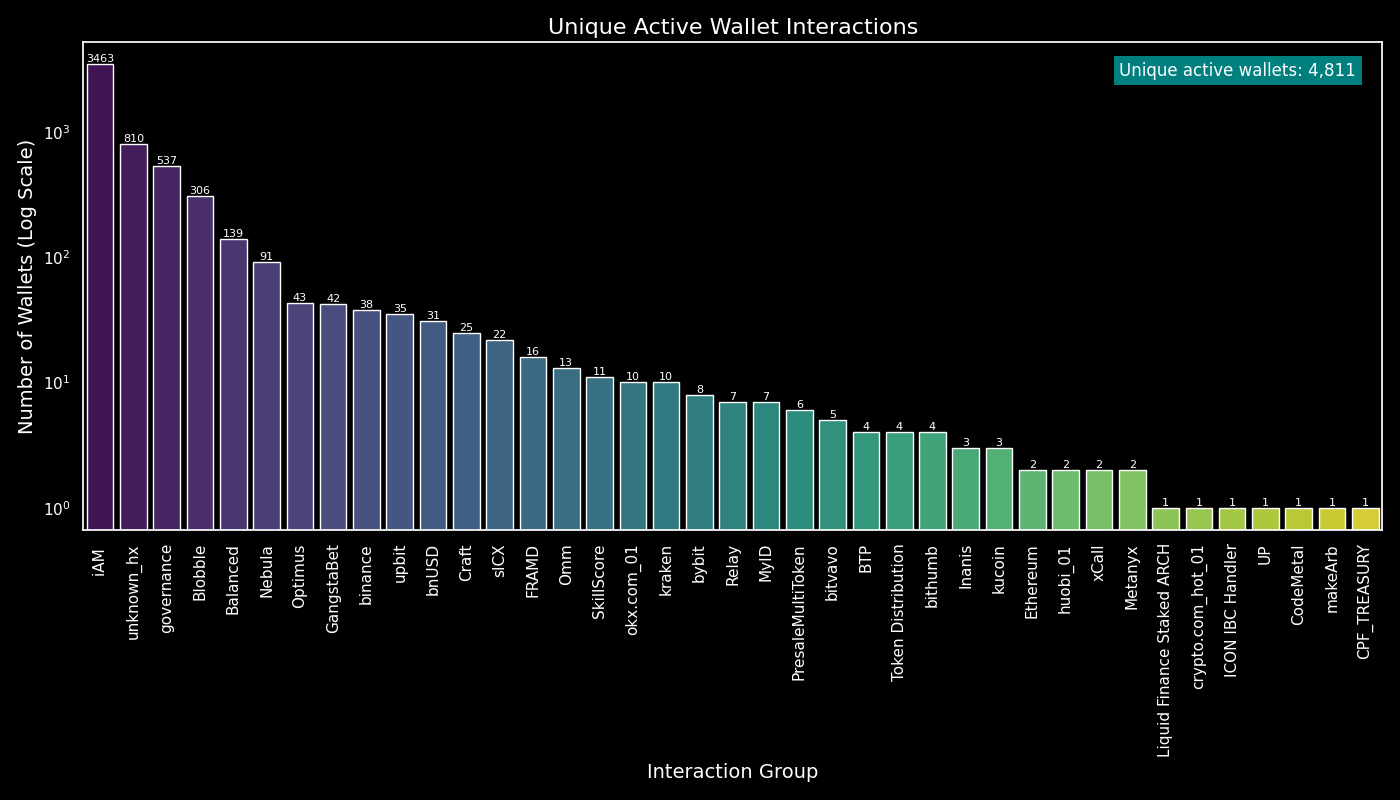 Unique Active Wallet Interactions
Unique active wallets: 4,811
Number of Wallets (Log Scale)
10³
10²
10¹
10⁰
3463
810
537
306
139
91
43
42
38
35
31
25
22
16
13
11
10
10
8
7
7
6
5
4
4
4
3
3
2
2
2
2
1
1
1
1
1
1
1
iAM
unknown_hx
governance
Blobble
Balanced
Nebula
Optimus
GangstaBet
binance
upbit
bnUSD
Craft
sICX
FRAMD
Omm
SkillScore
okx.com_01
kraken
bybit
Relay
MyID
PresaleMultiToken
bitvavo
BTP
Token Distribution
bithumb
Inanis
kucoin
Ethereum
huobi_01
xCall
Metanyx
Liquid Finance Staked ARCH
crypto.com_hot_01
ICON IBC Handler
UP
CodeMetal
makeArb
CPF_TREASURY
Interaction Group